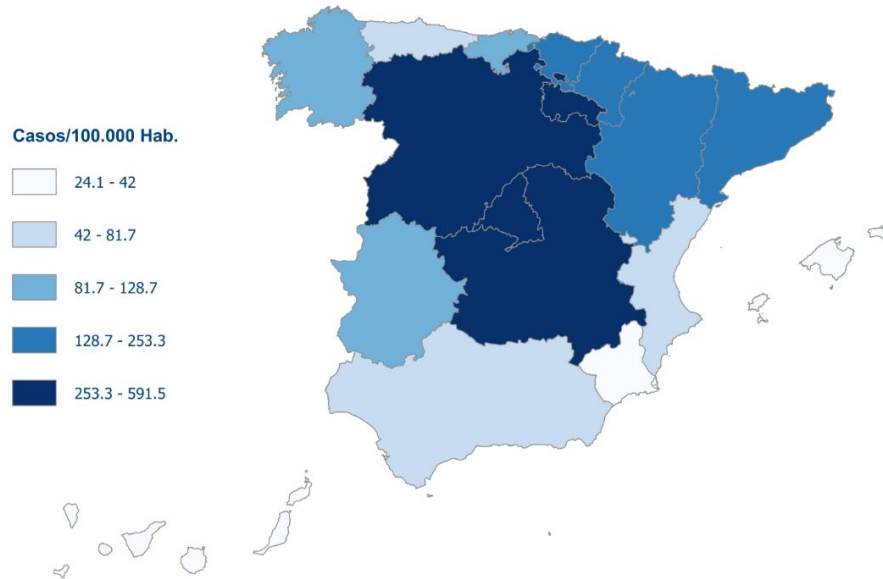 Casos/100.000 Hab.
24.1 - 42
42 - 81.7
81.7 - 128.7
128.7 - 253.3
253.3 - 591.5